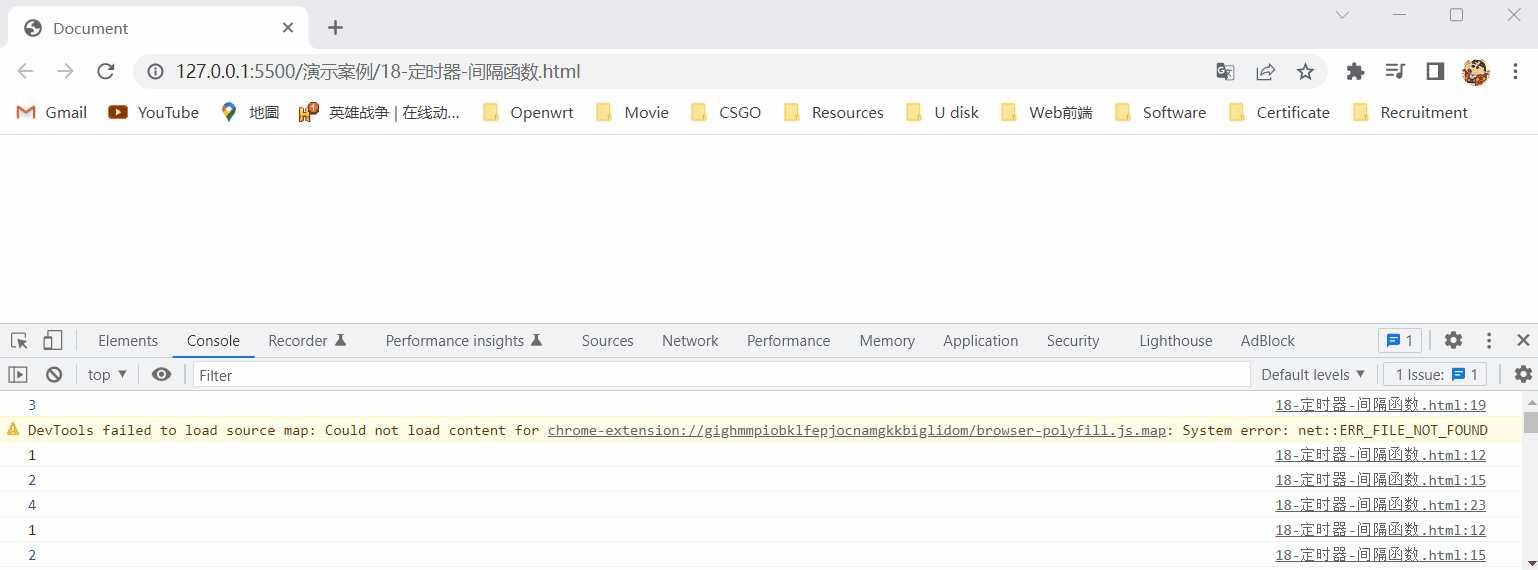 Document
127.0.0.1:5500/演示案例/18-定时器-间隔函数.html
Gmail YouTube 地圖 英雄战争 | 在线动... Openwrt Movie CSGO Resources U disk Web前端 Software Certificate Recruitment
Elements Console Recorder Performance insights Sources Network Performance Memory Application Security Lighthouse AdBlock 1
top Filter Default levels 1 Issue: 1
3 18-定时器-间隔函数.html:19
DevTools failed to load source map: Could not load content for chrome-extension://gighmmpiobklfepjocnamgkkbiglidom/browser-polyfill.js.map: System error: net::ERR_FILE_NOT_FOUND
1 18-定时器-间隔函数.html:12
2 18-定时器-间隔函数.html:15
4 18-定时器-间隔函数.html:23
1 18-定时器-间隔函数.html:12
2 18-定时器-间隔函数.html:15